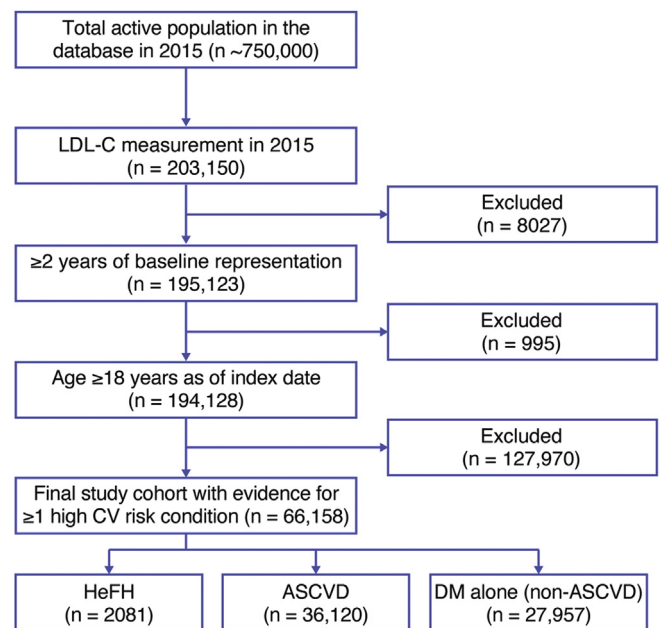 Total active population in the
database in 2015 (n ~750,000)
LDL-C measurement in 2015
(n = 203,150)
Excluded
(n = 8027)
≥2 years of baseline representation
(n = 195,123)
Excluded
(n = 995)
Age ≥18 years as of index date
(n = 194,128)
Excluded
(n = 127,970)
Final study cohort with evidence for
≥1 high CV risk condition (n = 66,158)
HeFH
(n = 2081)
ASCVD
(n = 36,120)
DM alone (non-ASCVD)
(n = 27,957)